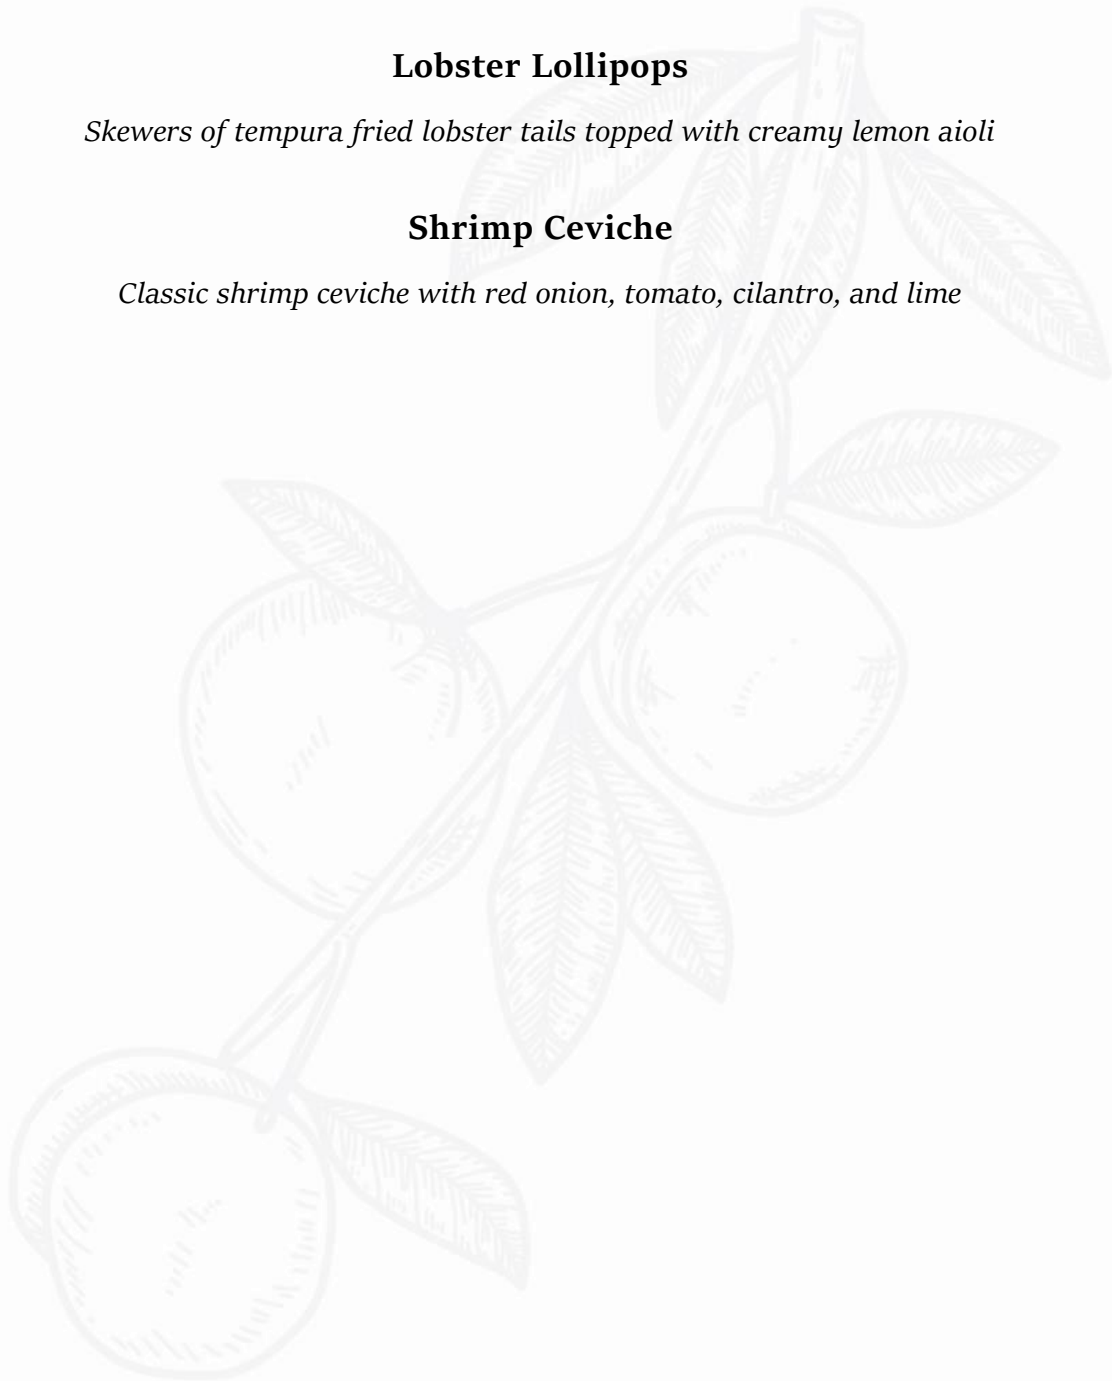 Lobster Lollipops
Skewers of tempura fried lobster tails topped with creamy lemon aioli
Shrimp Ceviche
Classic shrimp ceviche with red onion, tomato, cilantro, and lime